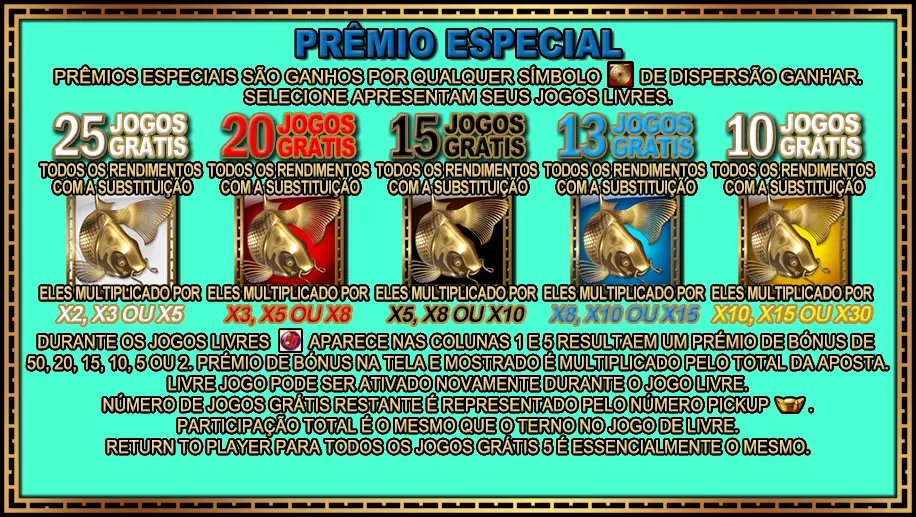 PRÊMIO ESPECIAL
PRÊMIOS ESPECIAIS SÃO GANHOS POR QUALQUER SÍMBOLO DE DISPERSÃO GANHAR.
SELECIONE APRESENTAM SEUS JOGOS LIVRES.
25 JOGOS GRÁTIS
TODOS OS RENDIMENTOS
COM A SUBSTITUIÇÃO
ELES MULTIPLICADO POR
X2, X3 OU X5
20 JOGOS GRÁTIS
TODOS OS RENDIMENTOS
COM A SUBSTITUIÇÃO
ELES MULTIPLICADO POR
X3, X5 OU X8
15 JOGOS GRÁTIS
TODOS OS RENDIMENTOS
COM A SUBSTITUIÇÃO
ELES MULTIPLICADO POR
X5, X8 OU X10
13 JOGOS GRÁTIS
TODOS OS RENDIMENTOS
COM A SUBSTITUIÇÃO
ELES MULTIPLICADO POR
X8, X10 OU X15
10 JOGOS GRÁTIS
TODOS OS RENDIMENTOS
COM A SUBSTITUIÇÃO
ELES MULTIPLICADO POR
X10, X15 OU X30
DURANTE OS JOGOS LIVRES APARECE NAS COLUNAS 1 E 5 RESULTAEM UM PRÉMIO DE BÓNUS DE
50, 20, 15, 10, 5 OU 2. PRÉMIO DE BÓNUS NA TELA E MOSTRADO É MULTIPLICADO PELO TOTAL DA APOSTA.
LIVRE JOGO PODE SER ATIVADO NOVAMENTE DURANTE O JOGO LIVRE.
NÚMERO DE JOGOS GRÁTIS RESTANTE É REPRESENTADO PELO NÚMERO PICKUP .
PARTICIPAÇÃO TOTAL É O MESMO QUE O TERNO NO JOGO DE LIVRE.
RETURN TO PLAYER PARA TODOS OS JOGOS GRÁTIS 5 É ESSENCIALMENTE O MESMO.